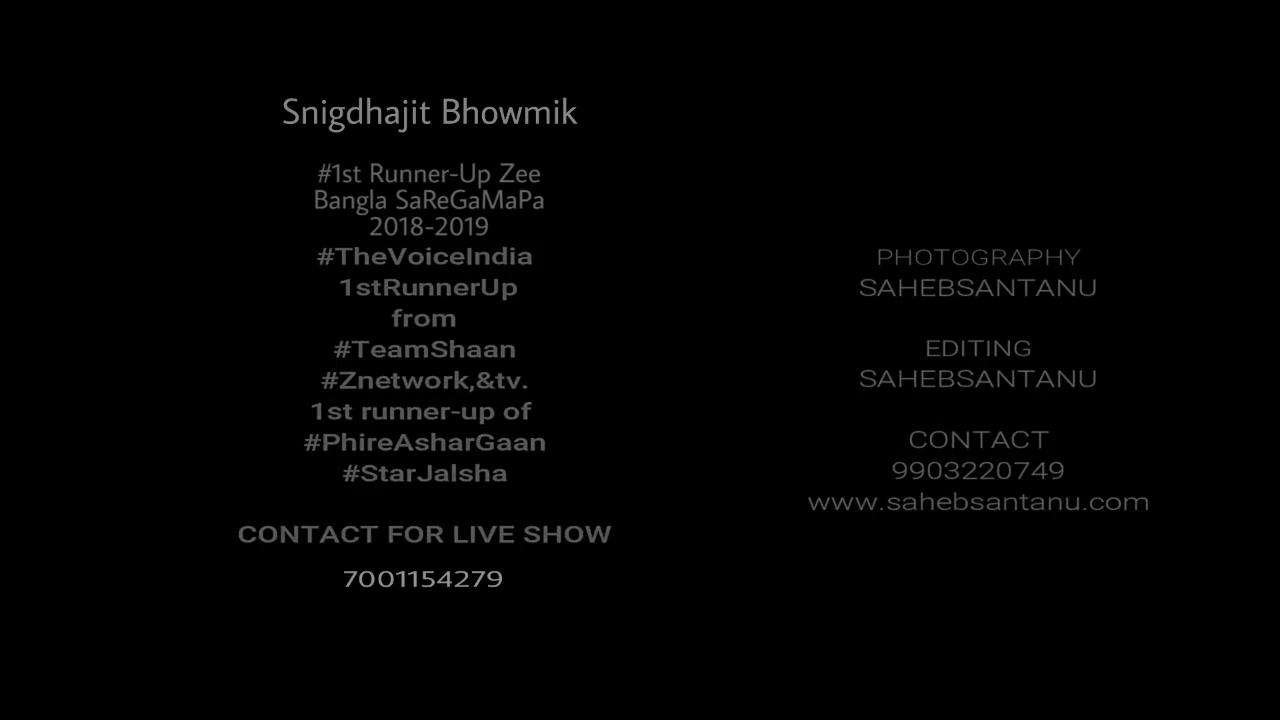 Snigdhajit Bhowmik
#1st Runner-Up Zee
Bangla SaReGaMaPa
2018-2019
#TheVoiceIndia
1stRunnerUp
from
#TeamShaan
#Znetwork,&tv.
1st runner-up of
#PhireAsharGaan
#StarJalsha
CONTACT FOR LIVE SHOW
7001154279
PHOTOGRAPHY
SAHEBSANTANU
EDITING
SAHEBSANTANU
CONTACT
9903220749
www.sahebsantanu.com